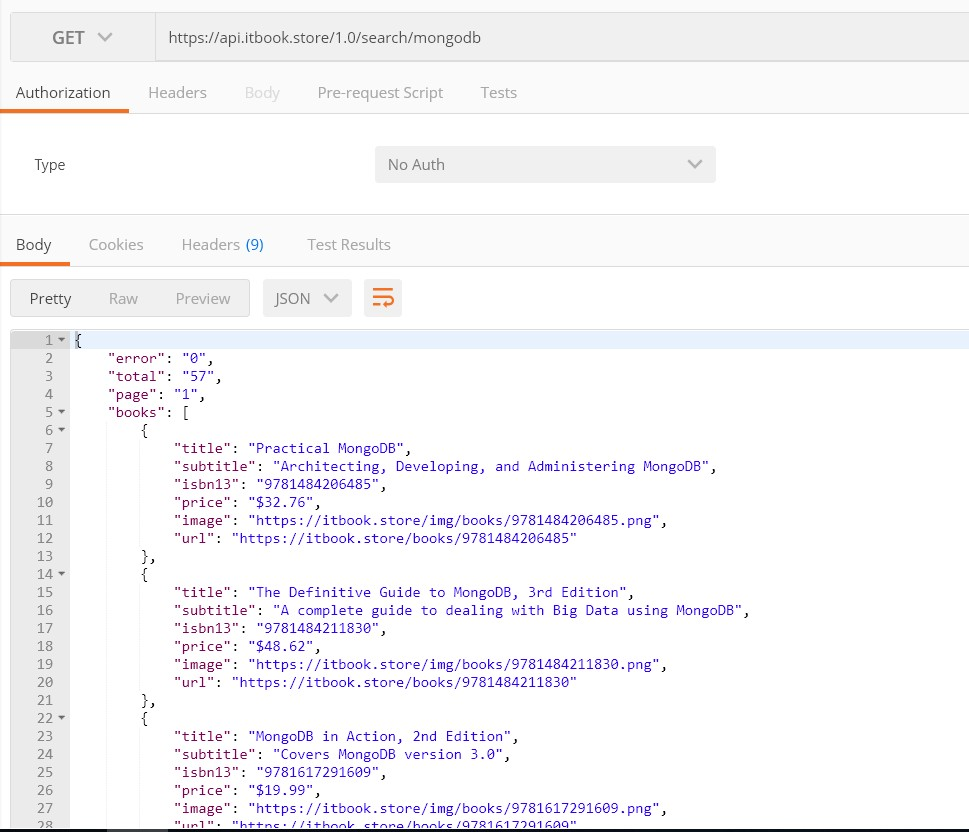 GET https://api.itbook.store/1.0/search/mongodb
Authorization Headers Body Pre-request Script Tests
Type No Auth
Body Cookies Headers (9) Test Results
Pretty Raw Preview JSON
1 {
2 "error": "0",
3 "total": "57",
4 "page": "1",
5 "books": [
6 {
7 "title": "Practical MongoDB",
8 "subtitle": "Architecting, Developing, and Administering MongoDB",
9 "isbn13": "9781484206485",
10 "price": "$32.76",
11 "image": "https://itbook.store/img/books/9781484206485.png",
12 "url": "https://itbook.store/books/9781484206485"
13 },
14 {
15 "title": "The Definitive Guide to MongoDB, 3rd Edition",
16 "subtitle": "A complete guide to dealing with Big Data using MongoDB",
17 "isbn13": "9781484211830",
18 "price": "$48.62",
19 "image": "https://itbook.store/img/books/9781484211830.png",
20 "url": "https://itbook.store/books/9781484211830"
21 },
22 {
23 "title": "MongoDB in Action, 2nd Edition",
24 "subtitle": "Covers MongoDB version 3.0",
25 "isbn13": "9781617291609",
26 "price": "$19.99",
27 "image": "https://itbook.store/img/books/9781617291609.png",
28 "url": "https://itbook.store/books/9781617291609"